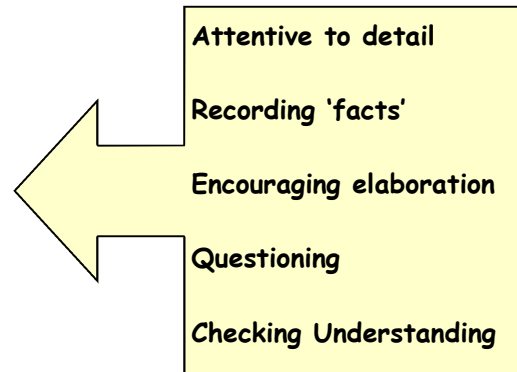 Attentive to detail
Recording ‘facts’
Encouraging elaboration
Questioning
Checking Understanding